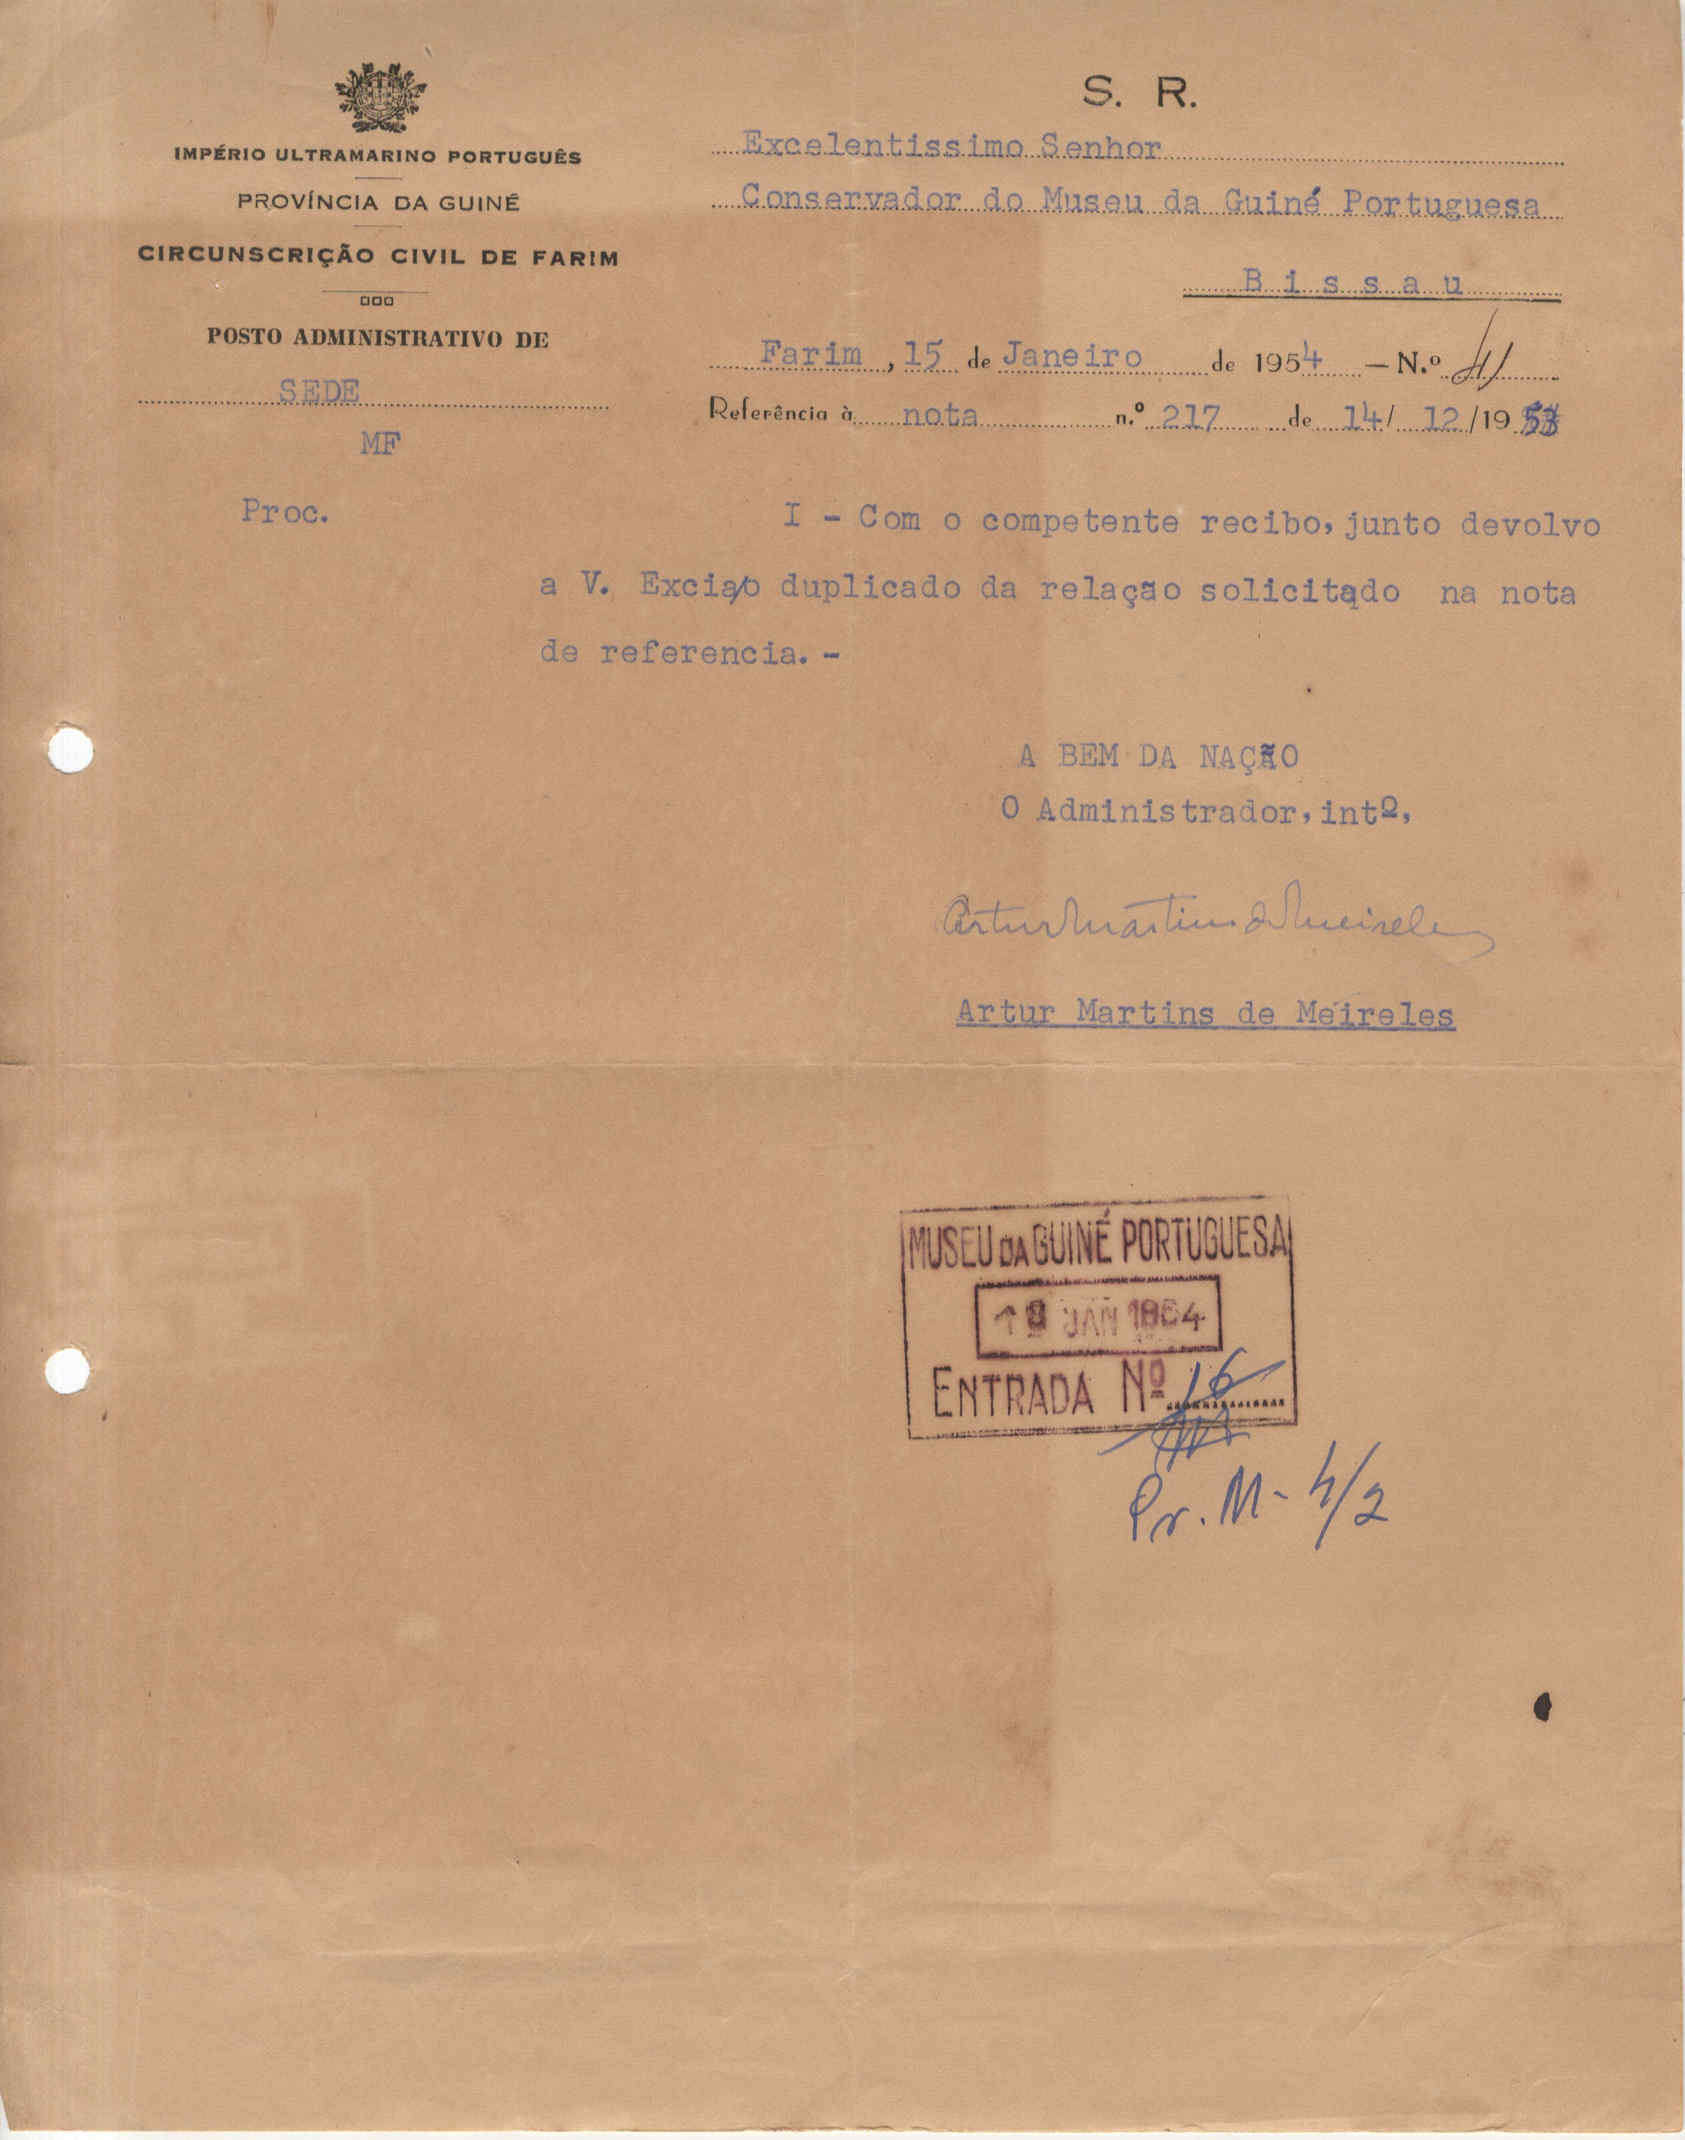 S. R.
IMPÉRIO ULTRAMARINO PORTUGUÊS
PROVÍNCIA DA GUINÉ
CIRCUNSCRIÇÃO CIVIL DE FARIM
POSTO ADMINISTRATIVO DE
SEDE
MF
Excelentissimo Senhor
Conservador do Museu da Guiné Portuguesa
Bissau
Farim, 15 de Janeiro de 1954 — N.º 41
Referência à nota n.º 217 de 14/ 12/1953
Proc.
I - Com o competente recibo, junto devolvo
a V. Excia/o duplicado da relação solicitado na nota
de referencia. -
A BEM DA NAÇÃO
O Administrador, intº,
Artur Martins de Meireles
Artur Martins de Meireles
MUSEU DA GUINÉ PORTUGUESA
JAN 1954
ENTRADA Nº 16
Pr. M - 4/2